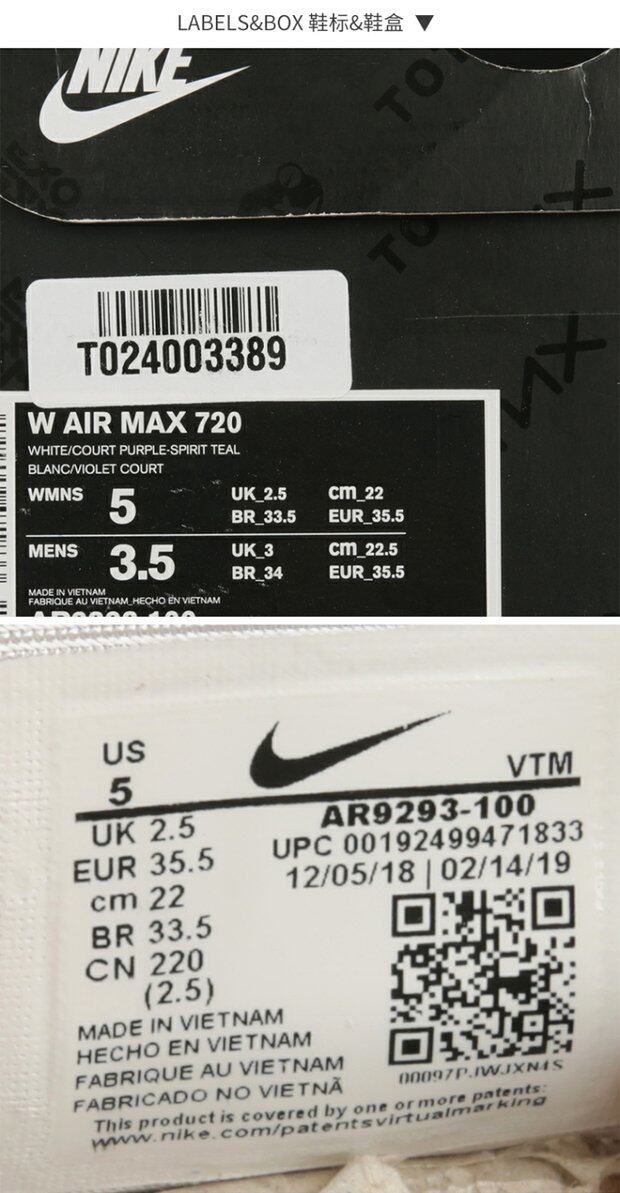 LABELS&BOX 鞋标&鞋盒 ▼
NIKE
T024003389
W AIR MAX 720
WHITE/COURT PURPLE-SPIRIT TEAL
BLANC/VIOLET COURT
WMNS 5 UK_2.5 cm_22
BR_33.5 EUR_35.5
MENS 3.5 UK_3 cm_22.5
BR_34 EUR_35.5
MADE IN VIETNAM
FABRIQUE AU VIETNAM_HECHO EN VIETNAM
US
5
VTM
UK 2.5
EUR 35.5
cm 22
BR 33.5
CN 220
(2.5)
AR9293-100
UPC 00192499471833
12/05/18 | 02/14/19
00097PJWJXN4S
MADE IN VIETNAM
HECHO EN VIETNAM
FABRIQUE AU VIETNAM
FABRICADO NO VIETNÃ
This product is covered by one or more patents:
www.nike.com/patentsvirtualmarking